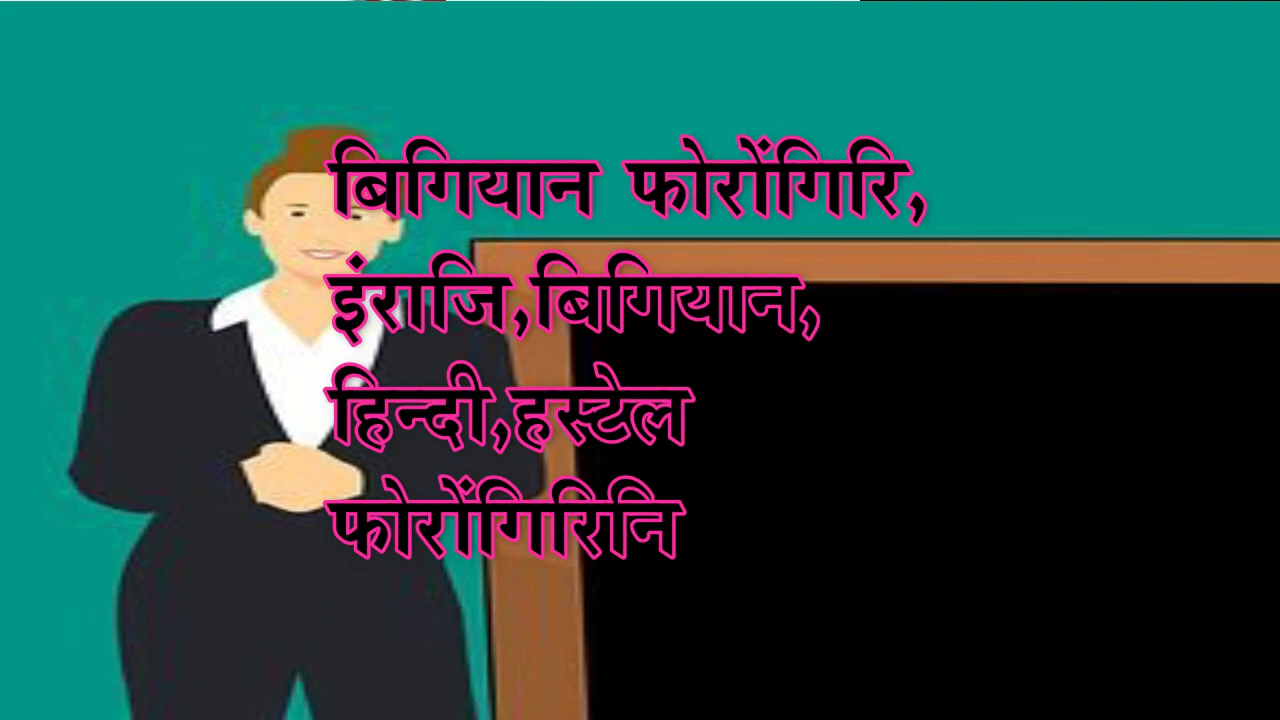 बिगियान फोरोंगिरि,
इंराजि,बिगियान,
हिन्दी,हस्टेल
फोरोंगिरिनि